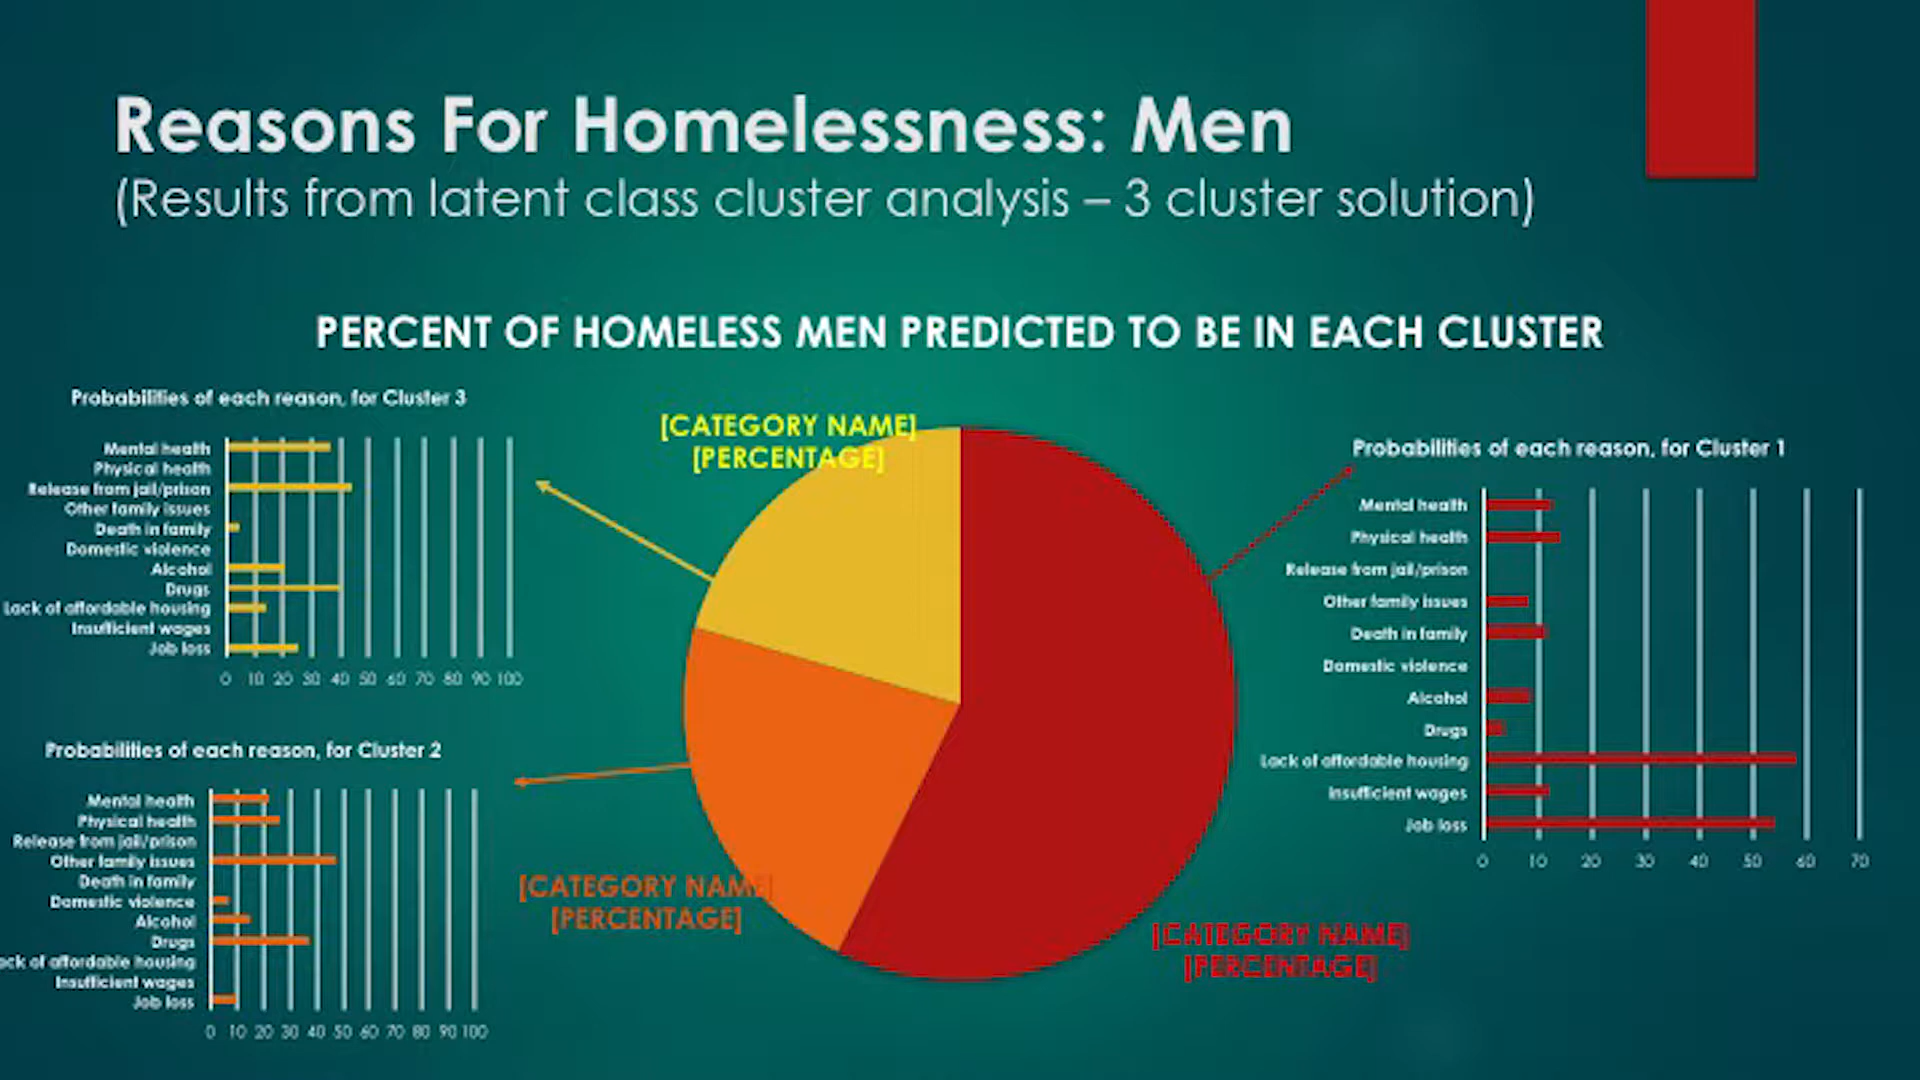 Reasons For Homelessness: Men
(Results from latent class cluster analysis – 3 cluster solution)
PERCENT OF HOMELESS MEN PREDICTED TO BE IN EACH CLUSTER
Probabilities of each reason, for Cluster 3
Mental health
Physical health
Release from jail/prison
Other family issues
Death in family
Domestic violence
Alcohol
Drugs
Lack of affordable housing
Insufficient wages
Job loss
0 10 20 30 40 50 60 70 80 90 100
[CATEGORY NAME]
[PERCENTAGE]
Probabilities of each reason, for Cluster 1
Mental health
Physical health
Release from jail/prison
Other family issues
Death in family
Domestic violence
Alcohol
Drugs
Lack of affordable housing
Insufficient wages
Job loss
0 10 20 30 40 50 60 70
Probabilities of each reason, for Cluster 2
Mental health
Physical health
Release from jail/prison
Other family issues
Death in family
Domestic violence
Alcohol
Drugs
ack of affordable housing
Insufficient wages
Job loss
0 10 20 30 40 50 60 70 80 90 100
[CATEGORY NAME]
[PERCENTAGE]
[CATEGORY NAME]
[PERCENTAGE]